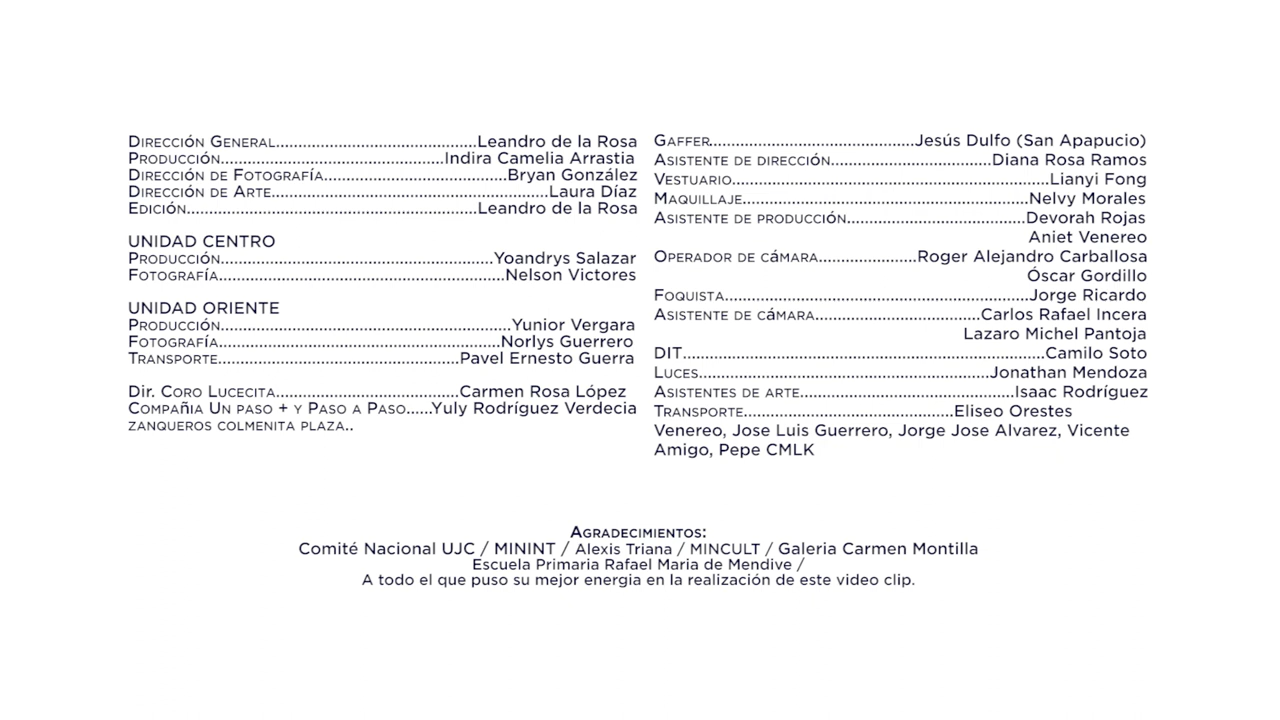 Dirección General..............................................Leandro de la Rosa
Producción....................................................Indira Camelia Arrastia
Dirección de Fotografía..........................................Bryan González
Dirección de Arte................................................................Laura Díaz
Edición...................................................................Leandro de la Rosa
UNIDAD CENTRO
Producción...............................................................Yoandrys Salazar
Fotografía..................................................................Nelson Victores
UNIDAD ORIENTE
Producción...................................................................Yunior Vergara
Fotografía.................................................................Norlys Guerrero
Transporte........................................................Pavel Ernesto Guerra
Dir. Coro Lucecita..........................................Carmen Rosa López
Compañia Un paso + y Paso a Paso......Yuly Rodríguez Verdecia
zanqueros colmenita plaza..
Gaffer...............................................Jesús Dulfo (San Apapucio)
Asistente de dirección.....................................Diana Rosa Ramos
Vestuario.........................................................................Lianyi Fong
Maquillaje..................................................................Nelvy Morales
Asistente de producción.........................................Devorah Rojas
Aniet Venereo
Operador de cámara......................Roger Alejandro Carballosa
Óscar Gordillo
Foquista......................................................................Jorge Ricardo
Asistente de cámara......................................Carlos Rafael Incera
Lazaro Michel Pantoja
DIT..................................................................................Camilo Soto
Luces..................................................................Jonathan Mendoza
Asistentes de arte.................................................Isaac Rodríguez
Transporte................................................Eliseo Orestes
Venereo, Jose Luis Guerrero, Jorge Jose Alvarez, Vicente
Amigo, Pepe CMLK
Agradecimientos:
Comité Nacional UJC / MININT / Alexis Triana / MINCULT / Galeria Carmen Montilla
Escuela Primaria Rafael Maria de Mendive /
A todo el que puso su mejor energia en la realización de este video clip.